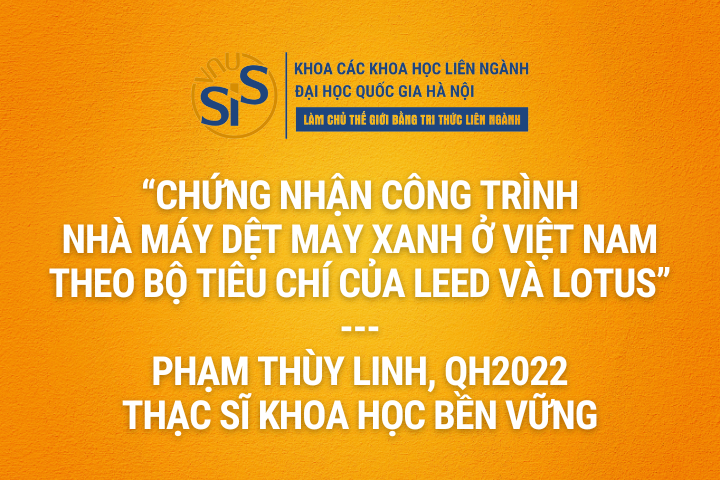 VNU
SIS
KHOA CÁC KHOA HỌC LIÊN NGÀNH
ĐẠI HỌC QUỐC GIA HÀ NỘI
LÀM CHỦ THẾ GIỚI BẰNG TRI THỨC LIÊN NGÀNH
“CHỨNG NHẬN CÔNG TRÌNH
NHÀ MÁY DỆT MAY XANH Ở VIỆT NAM
THEO BỘ TIÊU CHÍ CỦA LEED VÀ LOTUS”
---
PHẠM THÙY LINH, QH2022
THẠC SĨ KHOA HỌC BỀN VỮNG